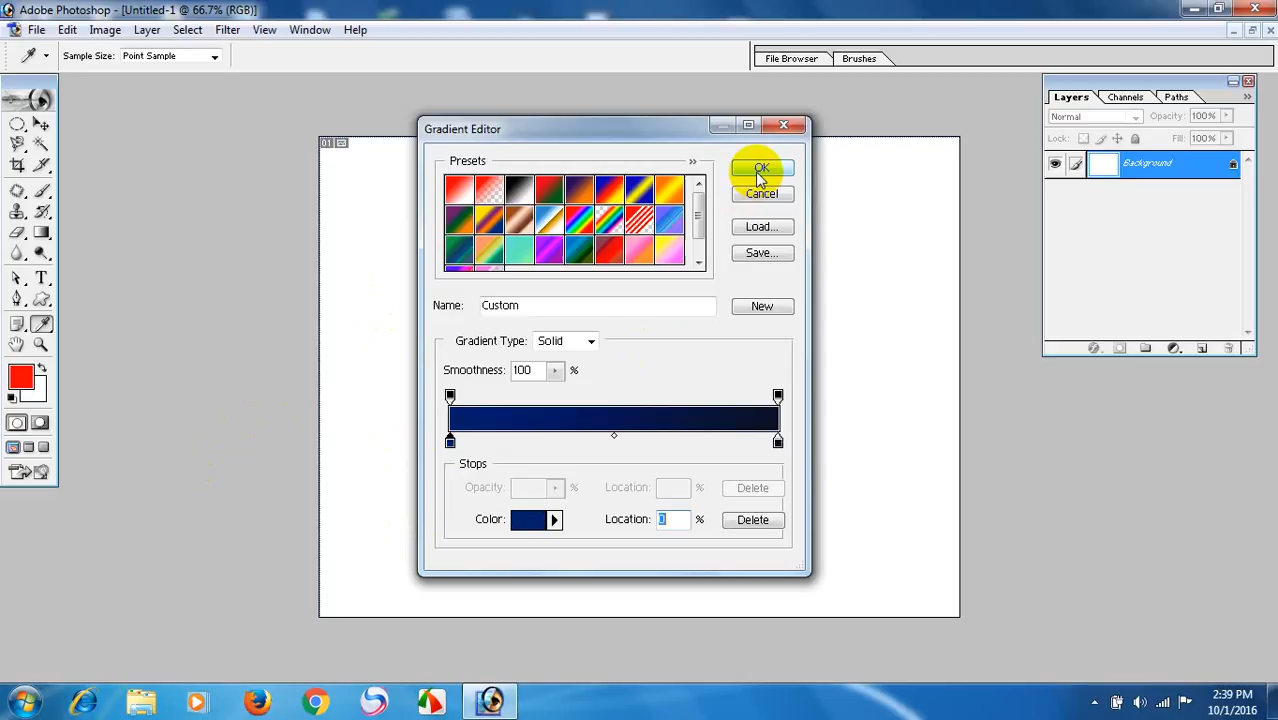 Adobe Photoshop - [Untitled-1 @ 66.7% (RGB)]
File Edit Image Layer Select Filter View Window Help
Sample Size: Point Sample
File Browser Brushes
Layers Channels Paths
Normal Opacity: 100%
Lock: Fill: 100%
Background
01
Gradient Editor
Presets
OK
Cancel
Load...
Save...
Name: Custom New
Gradient Type: Solid
Smoothness: 100 %
Stops
Opacity: % Location: % Delete
Color: Location: 0 % Delete
T
2:39 PM
10/1/2016